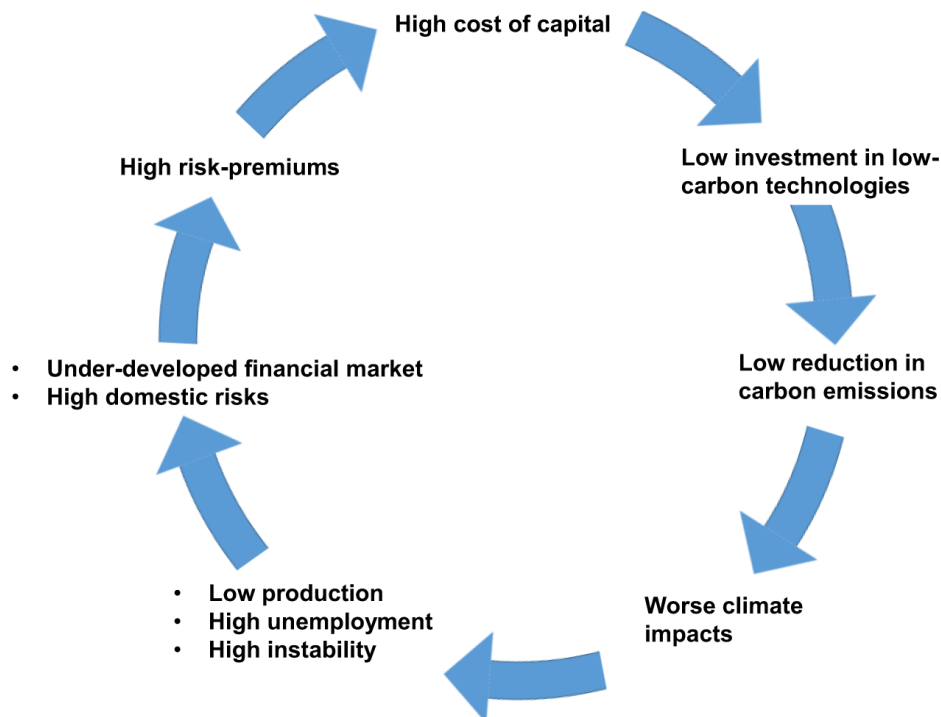 High cost of capital
Low investment in low-
carbon technologies
Low reduction in
carbon emissions
Worse climate
impacts
• Low production
• High unemployment
• High instability
• Under-developed financial market
• High domestic risks
High risk-premiums